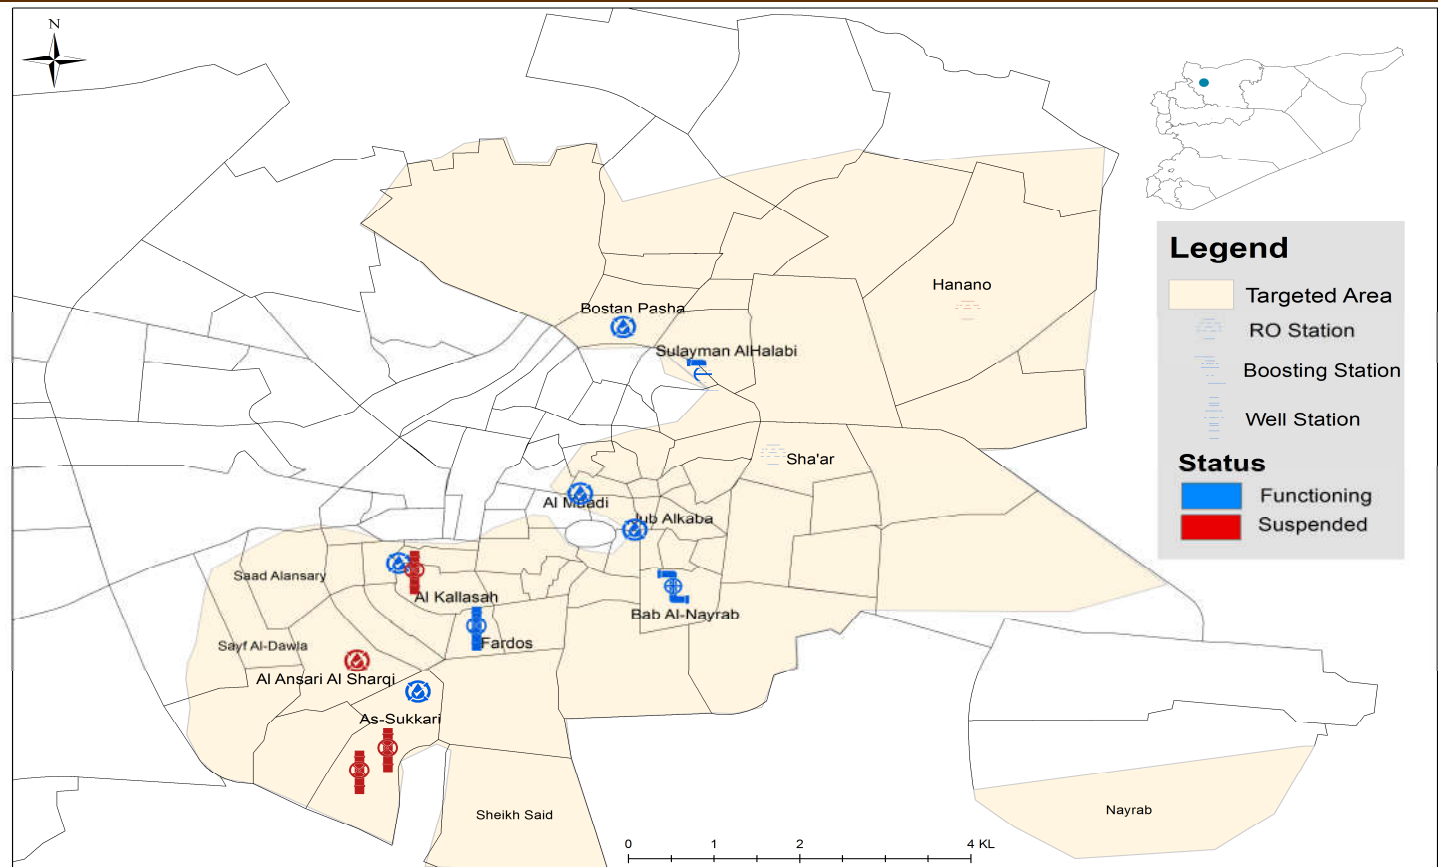 N
Hanano
Bostan Pasha
Sulayman AlHalabi
Legend
Targeted Area
RO Station
Boosting Station
Well Station
Status
Functioning
Suspended
Sha'ar
Al Maadi
Jub Alkaba
Saad Alansary
Al Kallasah
Bab Al-Nayrab
Fardos
Sayf Al-Dawla
Al Ansari Al Sharqi
As-Sukkari
Sheikh Said
Nayrab
0 1 2 4 KL